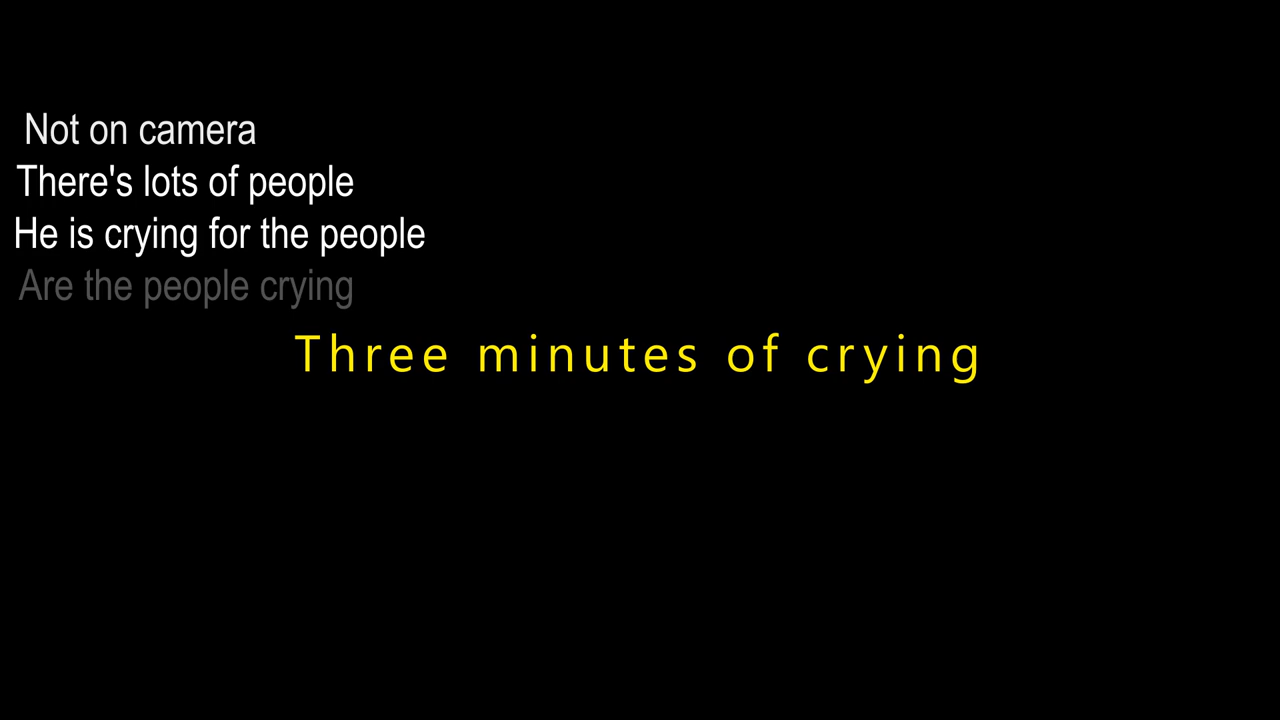 Not on camera
There's lots of people
He is crying for the people
Are the people crying
Three minutes of crying